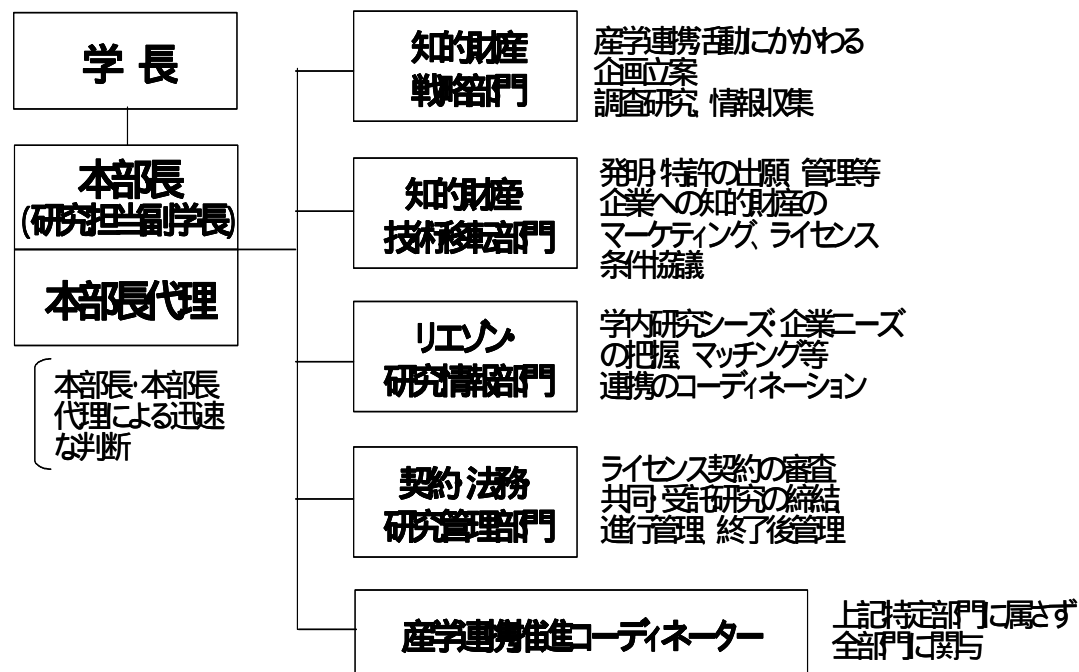 学 長
本部長
(研究担当副学長)
本部長代理
本部長・本部長
代理による迅速
な判断
知的財産
戦略部門
産学連携活動にかかわる
企画立案
調査研究、情報収集
知的財産・
技術移転部門
発明・特許の出願、管理等
企業への知的財産の
マーケティング、ライセンス
条件協議
リエゾン・
研究情報部門
学内研究シーズ・企業ニーズ
の把握、マッチング等
連携のコーディネーション
契約・法務・
研究管理部門
ライセンス契約の審査
共同・受託研究の締結、
進行管理、終了後管理
産学連携推進コーディネーター
上記特定部門に属さず
全部門に関与